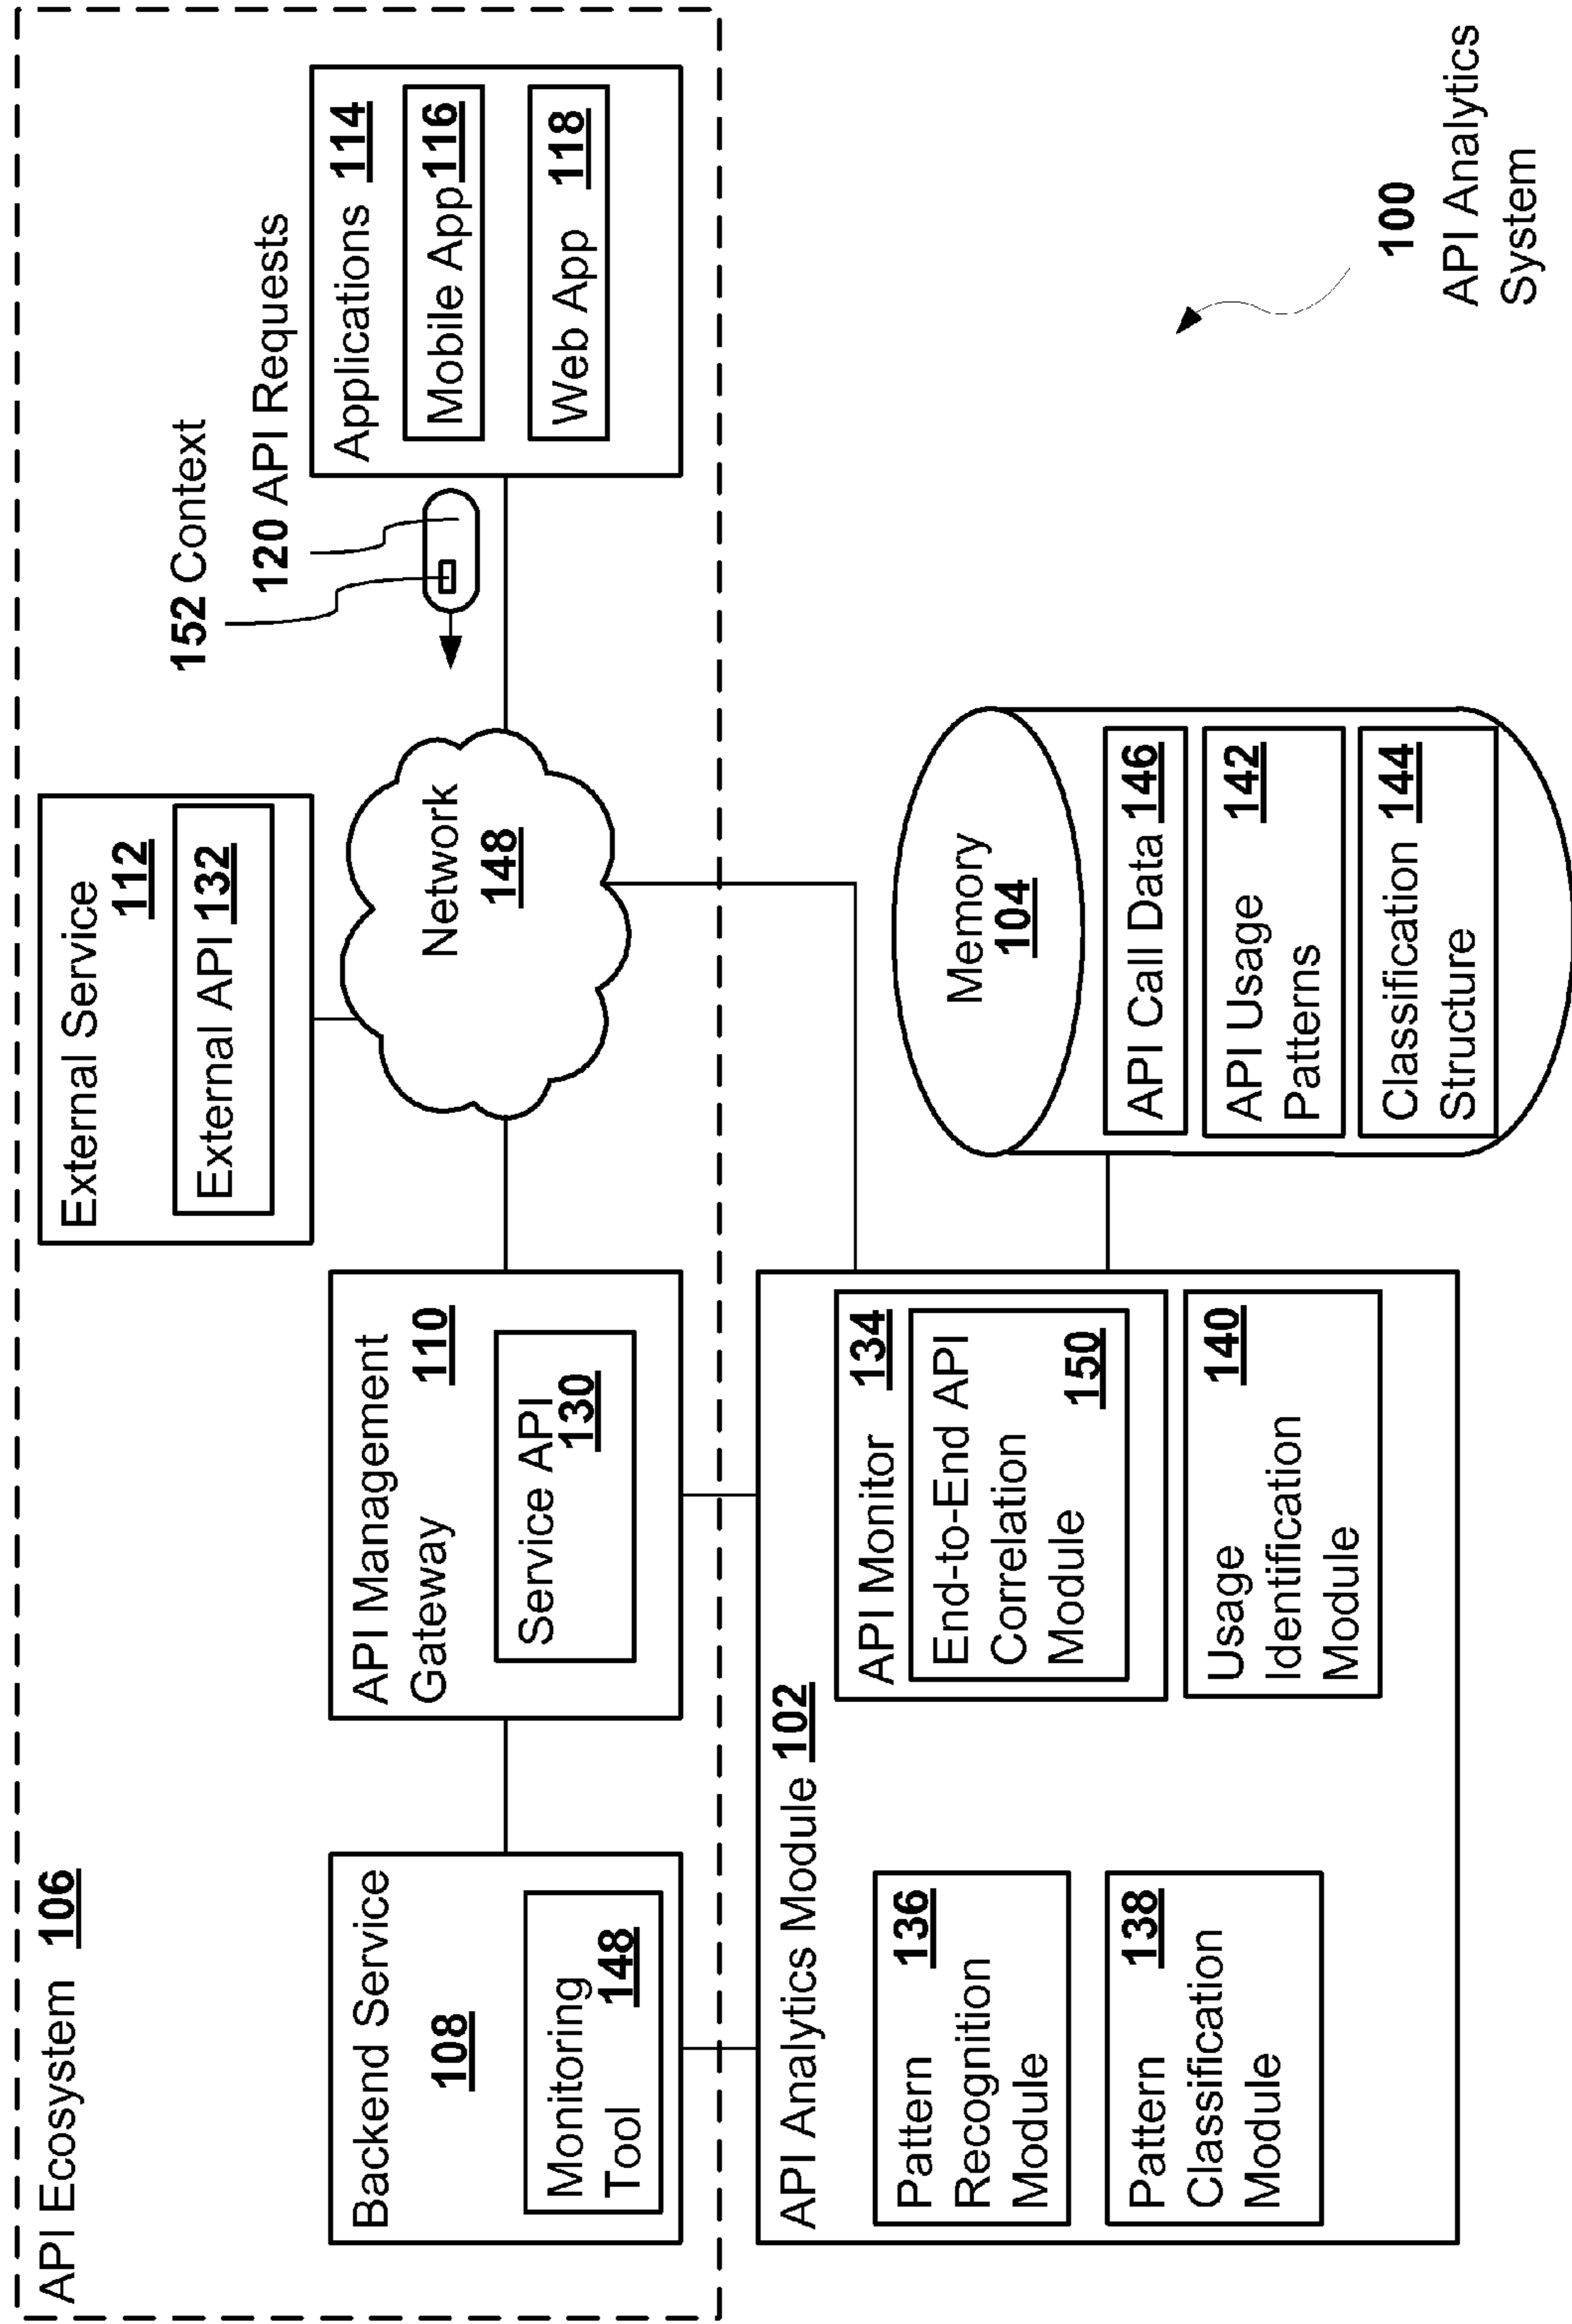 API Ecosystem 106
External Service
112
External API 132
152 Context
120 API Requests
Backend Service
108
Monitoring
Tool
148
API Management
Gateway
110
Service API
130
Network
148
Applications 114
Mobile App 116
Web App 118
API Analytics Module 102
Pattern
Recognition
Module
136
Pattern
Classification
Module
138
API Monitor 134
End-to-End API
Correlation
Module
150
Usage
Identification
Module
140
Memory
104
API Call Data 146
API Usage
Patterns
142
Classification
Structure
144
100
API Analytics
System